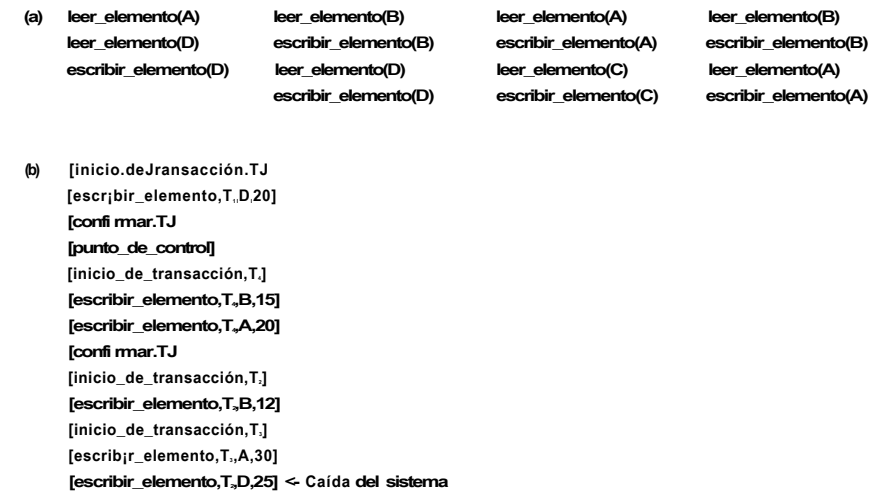 (a) leer_elemento(A) leer_elemento(B) leer_elemento(A) leer_elemento(B)
leer_elemento(D) escribir_elemento(B) escribir_elemento(A) escribir_elemento(B)
escribir_elemento(D) leer_elemento(D) leer_elemento(C) leer_elemento(A)
escribir_elemento(D) escribir_elemento(C) escribir_elemento(A)
(b) [inicio.deJransacción.TJ
[escr¡bir_elemento,T,,D,20]
[confi rmar.TJ
[punto_de_control]
[inicio_de_transacción,T4]
[escribir_elemento,T,B,15]
[escribir_elemento,T,A,20]
[confi rmar.TJ
[inicio_de_transacción,T]
[escribir_elemento,T,B,12]
[inicio_de_transacción,T]
[escrib¡r_elemento,T,A,30]
[escribir_elemento,T,D,25] <- Caída del sistema